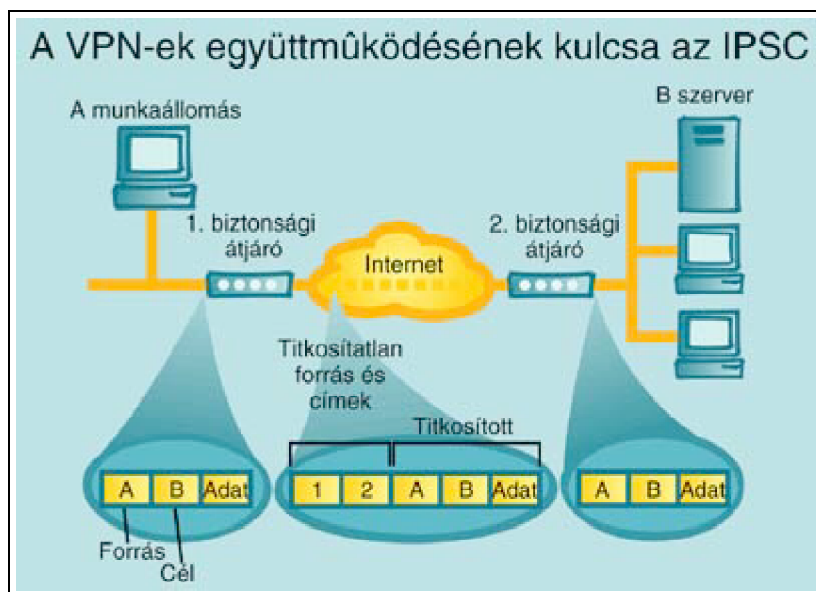 A VPN-ek együttmûködésének kulcsa az IPSC
B szerver
A munkaállomás
1. biztonsági
átjáró
2. biztonsági
átjáró
Internet
Titkosítatlan
forrás és
címek
Titkosított
A B Adat
1 2 A B Adat
A B Adat
Forrás
Cél